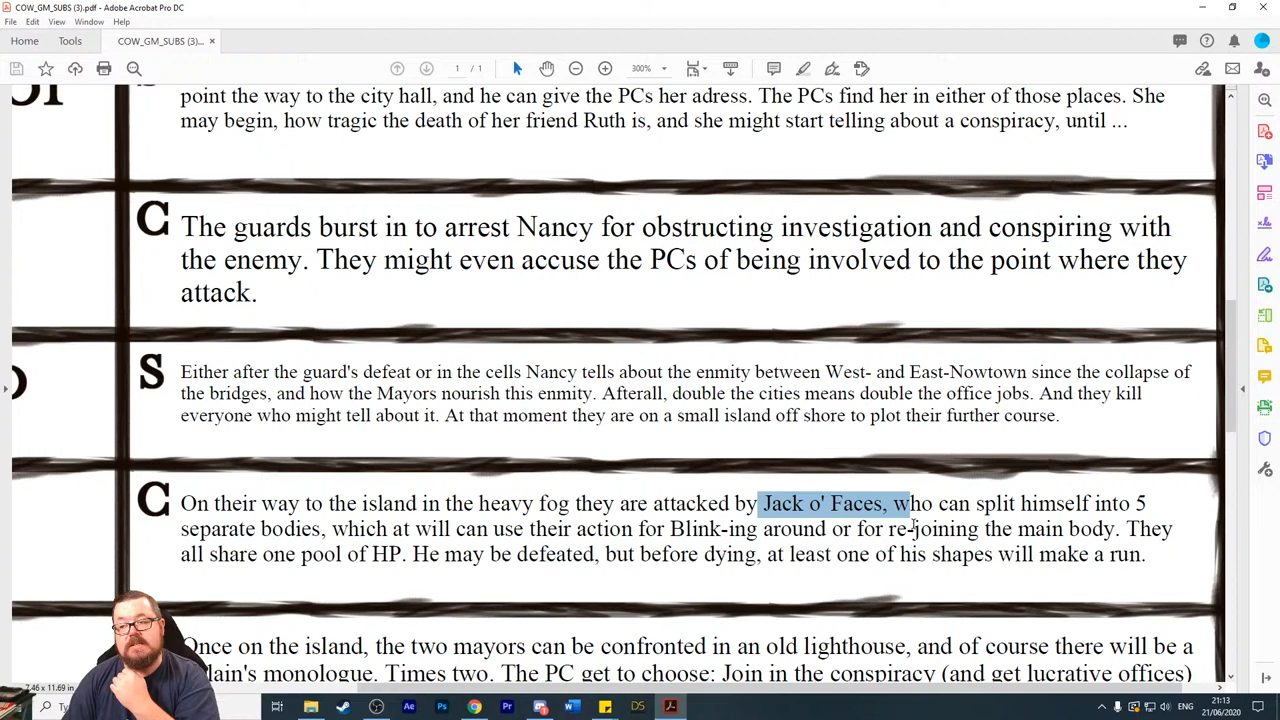 COW_GM_SUBS (3).pdf - Adobe Acrobat Pro DC
File Edit View Window Help
Home Tools COW_GM_SUBS (3)... ×
1 / 1 300%
point the way to the city hall, and he can give the PCs her adress. The PCs find her in either of those places. She
may begin, how tragic the death of her friend Ruth is, and she might start telling about a conspiracy, until ...
C The guards burst in to arrest Nancy for obstructing investigation and conspiring with
the enemy. They might even accuse the PCs of being involved to the point where they
attack.
S Either after the guard's defeat or in the cells Nancy tells about the enmity between West- and East-Nowtown since the collapse of
the bridges, and how the Mayors nourish this enmity. Afterall, double the cities means double the office jobs. And they kill
everyone who might tell about it. At that moment they are on a small island off shore to plot their further course.
C On their way to the island in the heavy fog they are attacked by Jack o' Faces, who can split himself into 5
separate bodies, which at will can use their action for Blink-ing around or for re-joining the main body. They
all share one pool of HP. He may be defeated, but before dying, at least one of his shapes will make a run.
Once on the island, the two mayors can be confronted in an old lighthouse, and of course there will be a
monologue. Times two. The PC get to choose: Join in the conspiracy (and get lucrative offices)
7.46 x 11.69 in
21:13
21/06/2020